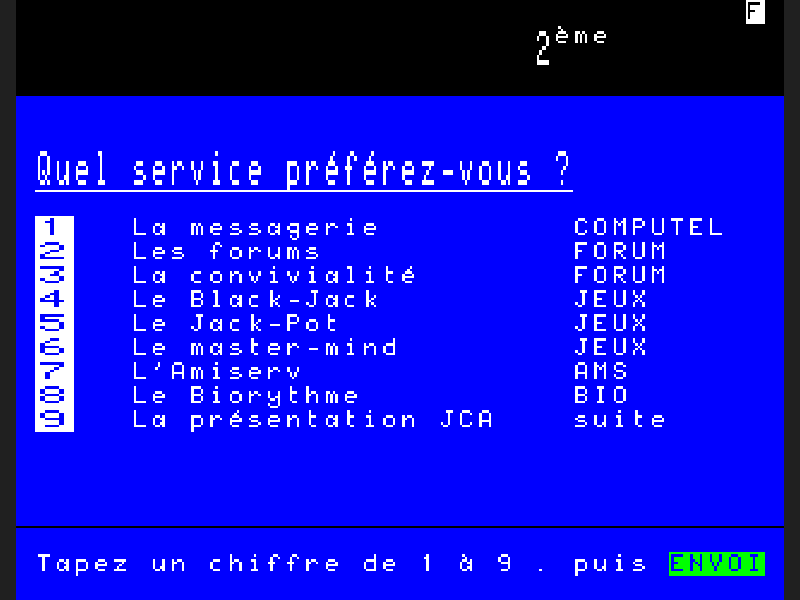 F
2ème
Quel service préférez-vous ?
1 La messagerie COMPUTEL
2 Les forums FORUM
3 La convivialité FORUM
4 Le Black-Jack JEUX
5 Le Jack-Pot JEUX
6 Le master-mind JEUX
7 L'Amiserv AMS
8 Le Biorythme BIO
9 La présentation JCA suite
Tapez un chiffre de 1 à 9 . puis ENVOI